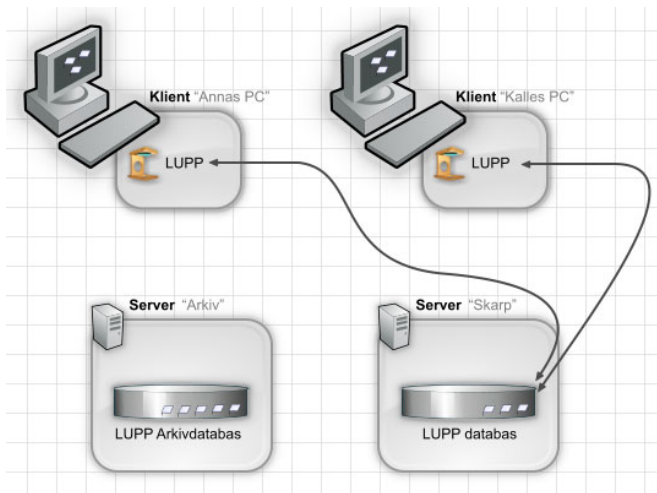 Klient "Annas PC"
Klient "Kalles PC"
LUPP
LUPP
Server "Arkiv"
Server "Skarp"
LUPP Arkivdatabas
LUPP databas